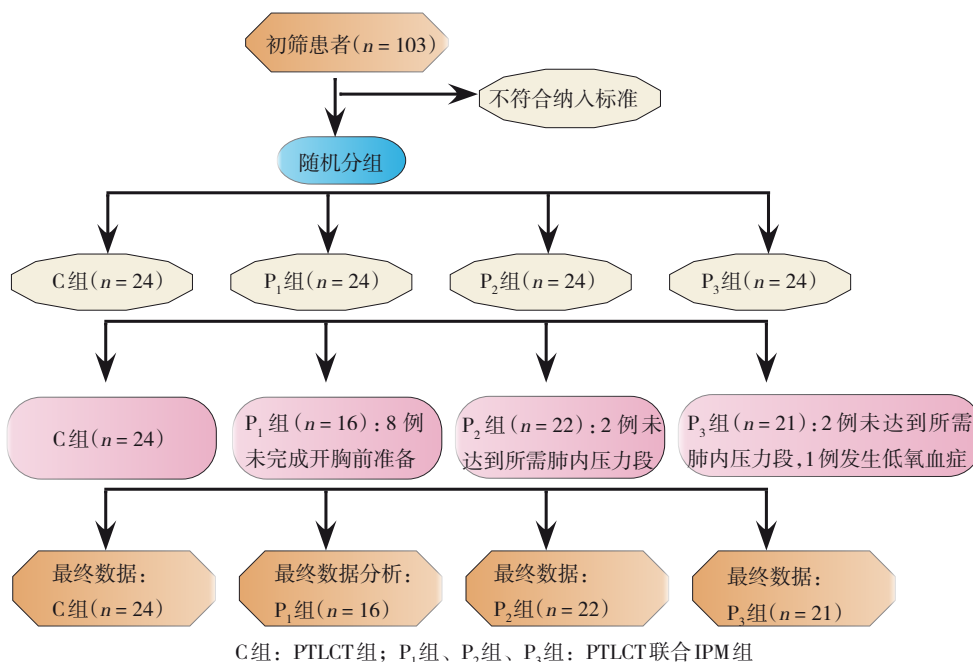 初筛患者(n=103)
不符合纳入标准
随机分组
C组(n=24)
P₁组(n=24)
P₂组(n=24)
P₃组(n=24)
C组(n=24)
P₁组(n=16):8例
未完成开胸前准备
P₂组(n=22):2例未
达到所需肺内压力段
P₃组(n=21):2例未达到所需
肺内压力段,1例发生低氧血症
最终数据:
C组(n=24)
最终数据分析:
P₁组(n=16)
最终数据:
P₂组(n=22)
最终数据:
P₃组(n=21)
C组:PTLCT组;P₁组、P₂组、P₃组:PTLCT联合IPM组